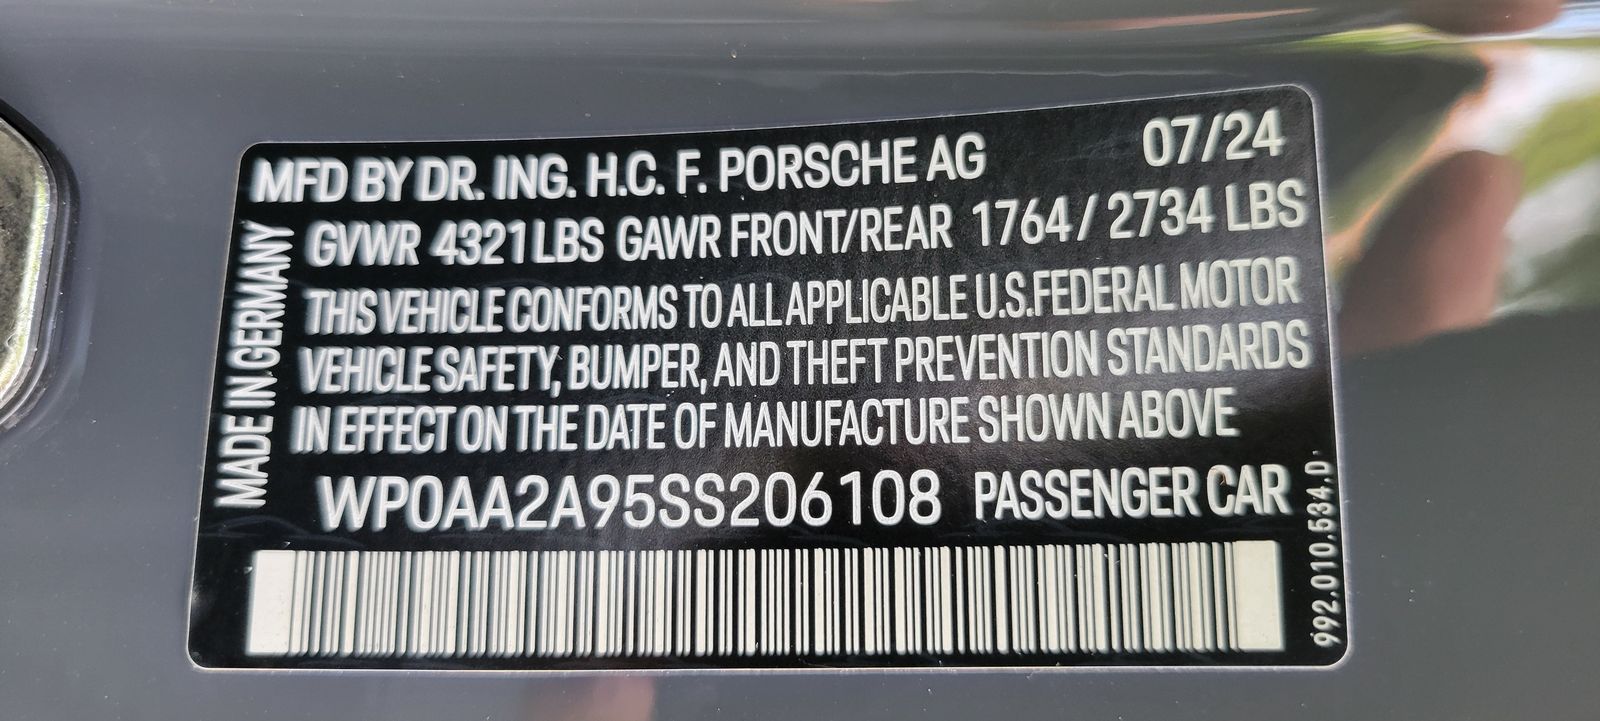 MFD BY DR. ING. H.C. F. PORSCHE AG 07/24
GVWR 4321 LBS GAWR FRONT/REAR 1764 / 2734 LBS
THIS VEHICLE CONFORMS TO ALL APPLICABLE U.S.FEDERAL MOTOR
VEHICLE SAFETY, BUMPER, AND THEFT PREVENTION STANDARDS
IN EFFECT ON THE DATE OF MANUFACTURE SHOWN ABOVE
WP0AA2A95SS206108 PASSENGER CAR
MADE IN GERMANY
992.010.534.D